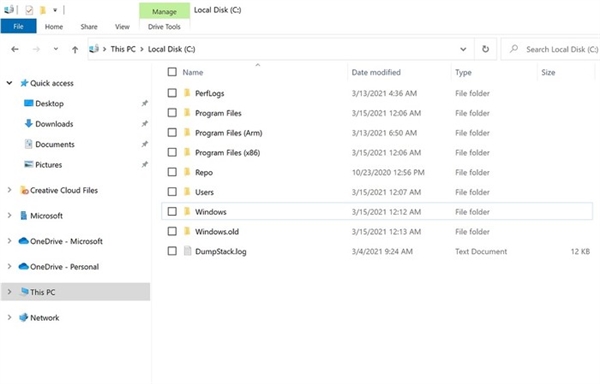 Manage Local Disk (C:)
File Home Share View Drive Tools
This PC > Local Disk (C:) Search Local Disk (C:)
Name Date modified Type Size
Quick access
Desktop
Downloads
Documents
Pictures
Creative Cloud Files
Microsoft
OneDrive - Microsoft
OneDrive - Personal
This PC
Network
PerfLogs 3/13/2021 4:36 AM File folder
Program Files 3/15/2021 12:06 AM File folder
Program Files (Arm) 3/13/2021 6:50 AM File folder
Program Files (x86) 3/15/2021 12:06 AM File folder
Repo 10/23/2020 12:56 PM File folder
Users 3/15/2021 12:07 AM File folder
Windows 3/15/2021 12:12 AM File folder
Windows.old 3/15/2021 12:13 AM File folder
DumpStack.log 3/4/2021 9:24 AM Text Document 12 KB